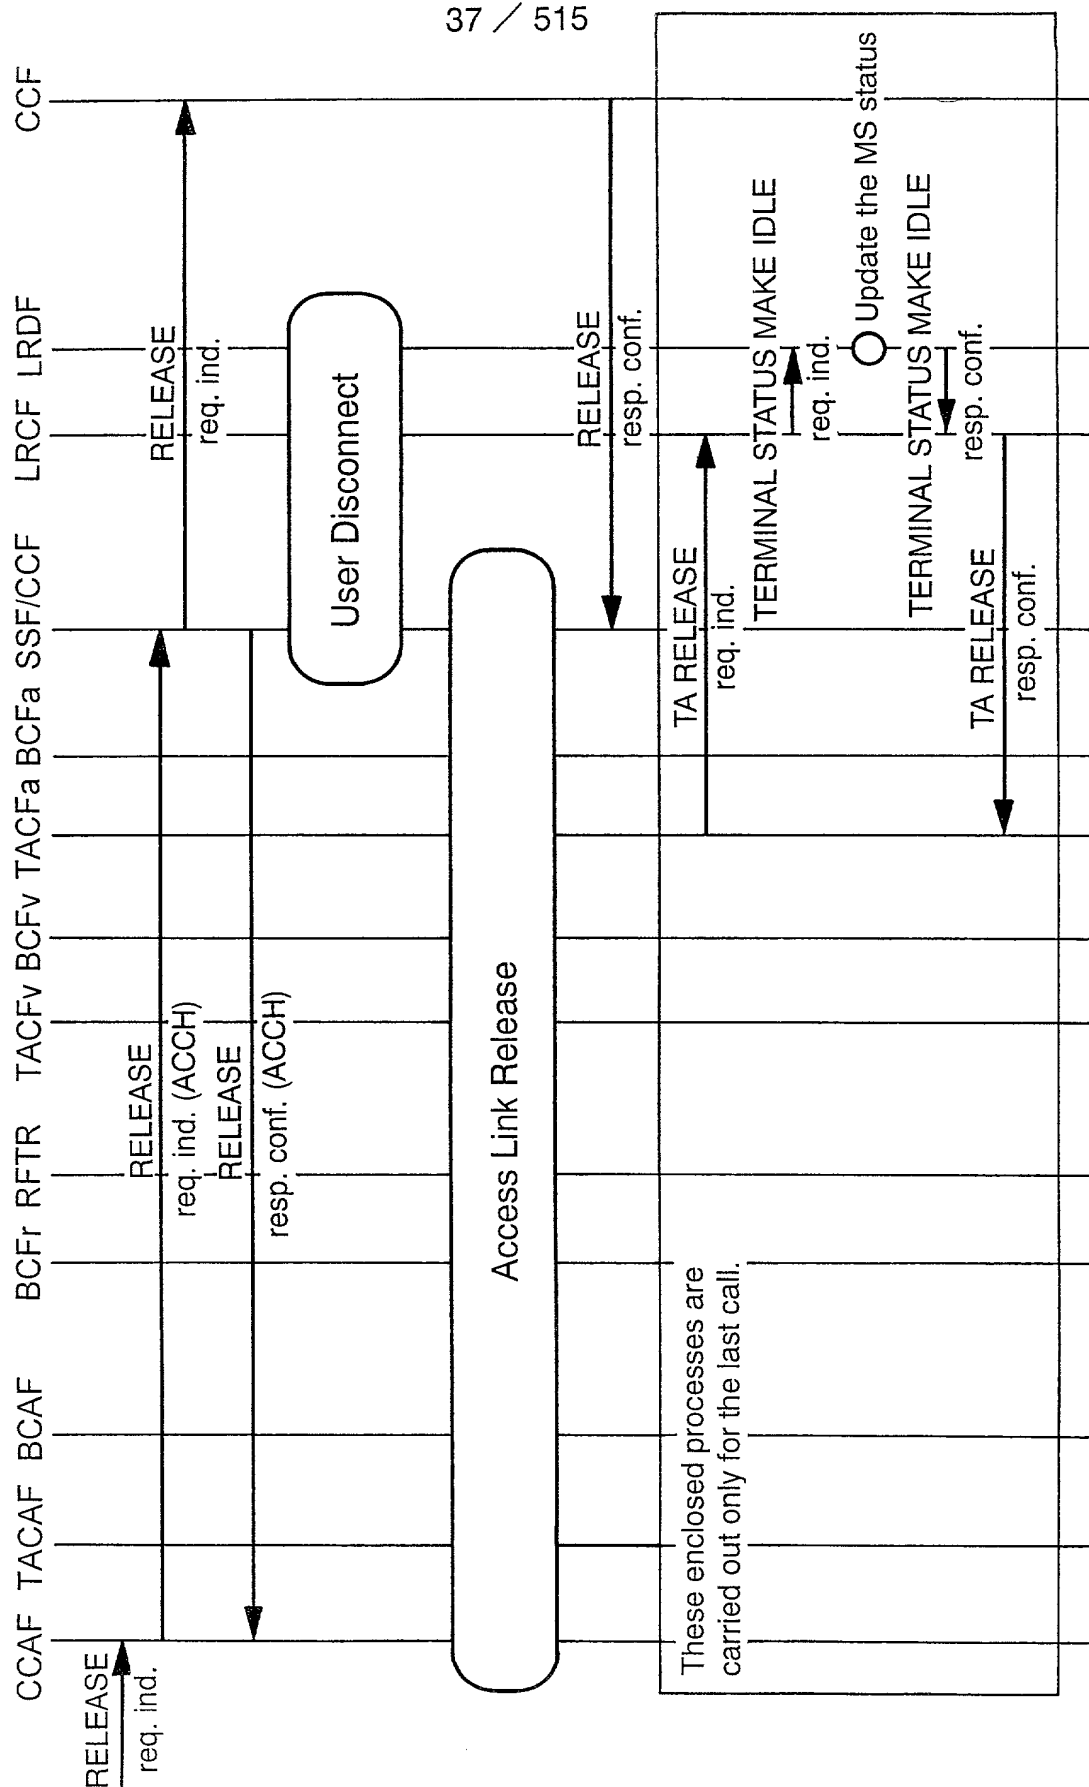 37 / 515
CCAF TACAF BCAF BCFr RFTR TACFv BCFv TACFa BCFa SSF/CCF LRCF LRDF CCF
RELEASE
req. ind.
RELEASE
req. ind. (ACCH)
RELEASE
req. ind.
RELEASE
resp. conf. (ACCH)
User Disconnect
Access Link Release
RELEASE
resp. conf.
These enclosed processes are
carried out only for the last call.
TA RELEASE
req. ind.
TERMINAL STATUS MAKE IDLE
req. ind.
Update the MS status
TERMINAL STATUS MAKE IDLE
resp. conf.
TA RELEASE
resp. conf.